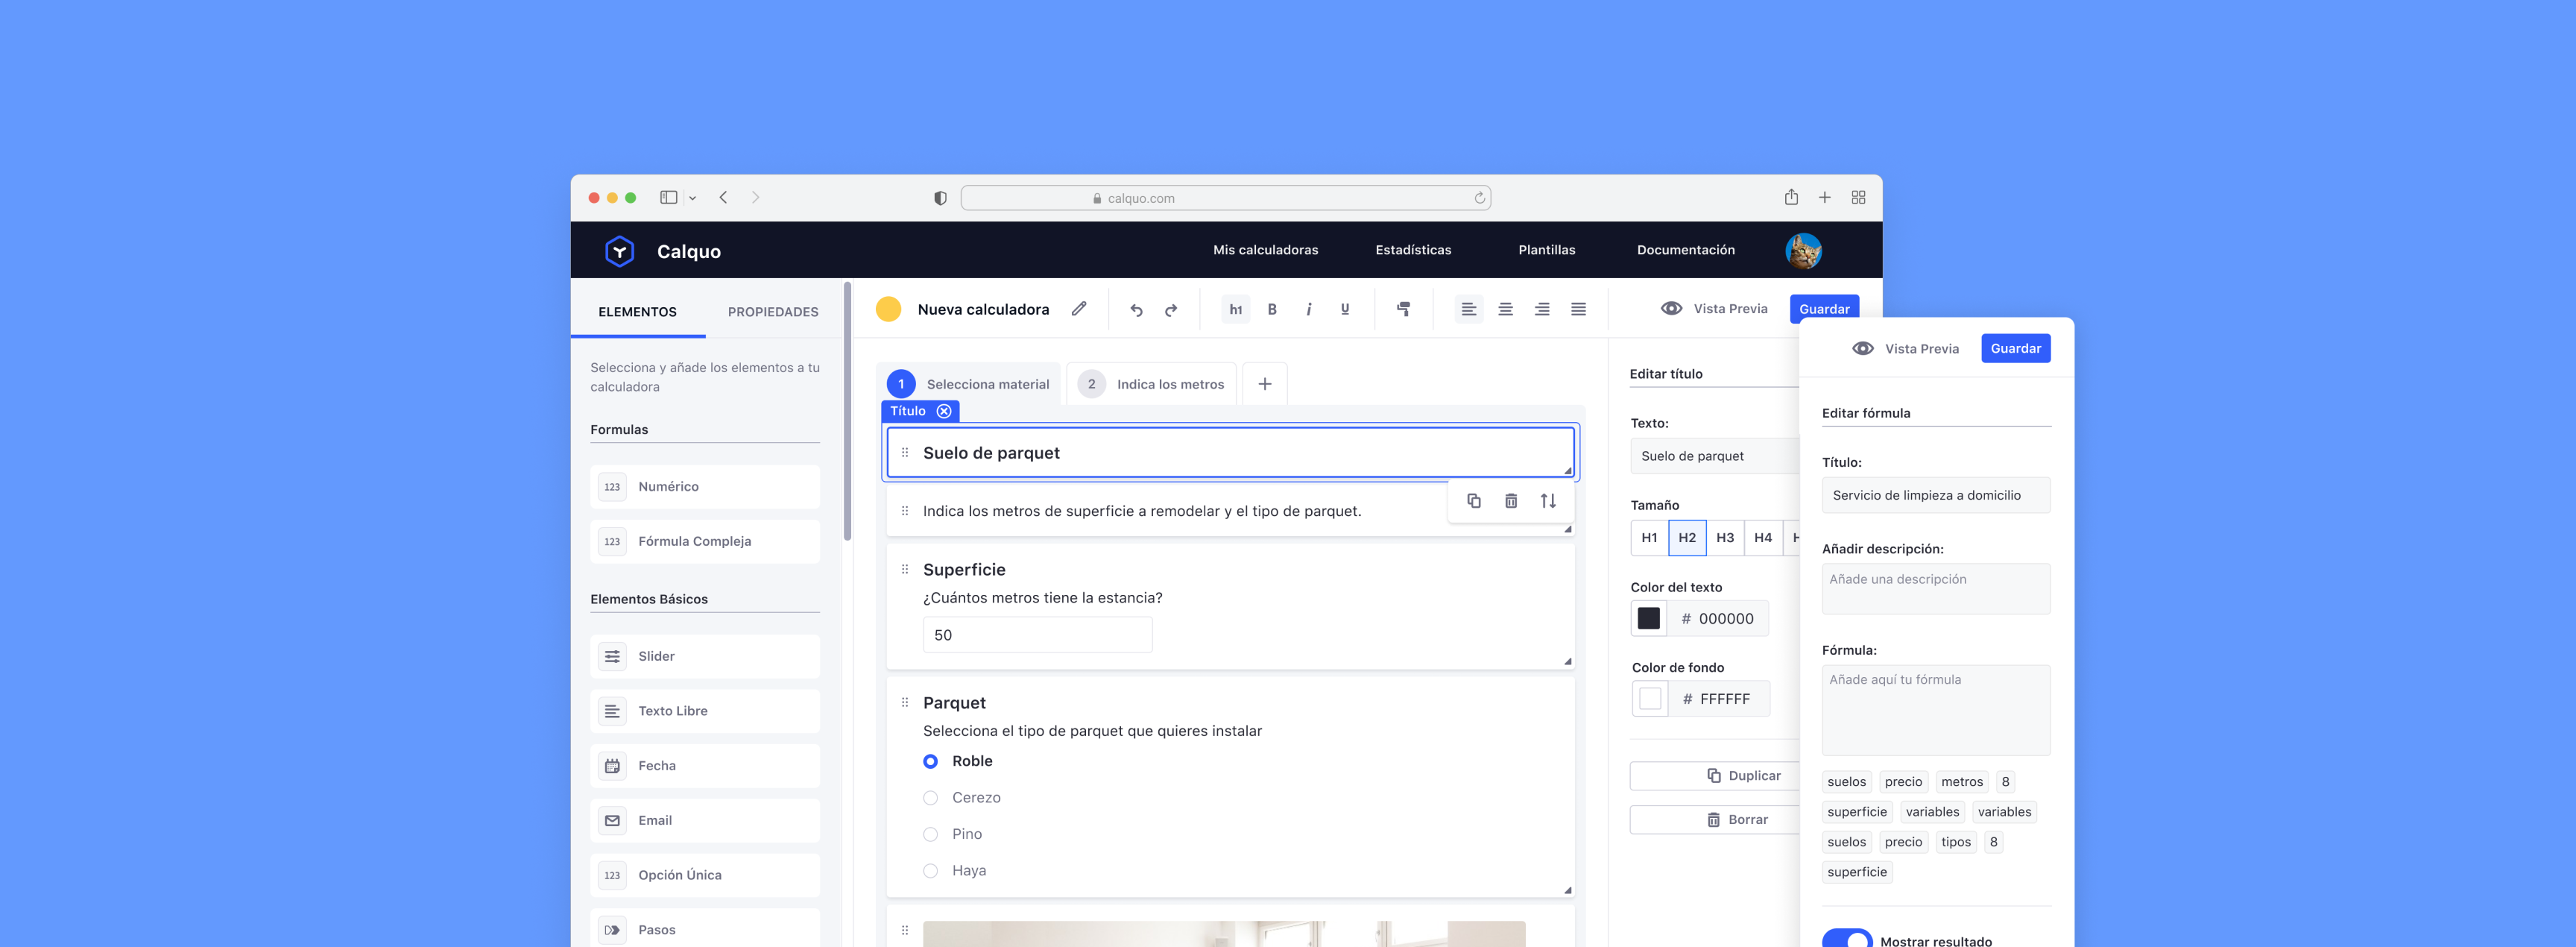 calquo.com
Calquo
Mis calculadoras
Estadísticas
Plantillas
Documentación
ELEMENTOS
PROPIEDADES
Selecciona y añade los elementos a tu
calculadora
Formulas
123 Numérico
123 Fórmula Compleja
Elementos Básicos
Slider
Texto Libre
Fecha
Email
123 Opción Única
Pasos
Nueva calculadora
h1 B i U
Vista Previa
Guardar
1 Selecciona material
2 Indica los metros
Título
Suelo de parquet
Indica los metros de superficie a remodelar y el tipo de parquet.
Superficie
¿Cuántos metros tiene la estancia?
50
Parquet
Selecciona el tipo de parquet que quieres instalar
Roble
Cerezo
Pino
Haya
Editar título
Texto:
Suelo de parquet
Tamaño
H1 H2 H3 H4
Color del texto
# 000000
Color de fondo
# FFFFFF
Duplicar
Borrar
Vista Previa
Guardar
Editar fórmula
Título:
Servicio de limpieza a domicilio
Añadir descripción:
Añade una descripción
Fórmula:
Añade aquí tu fórmula
suelos precio metros 8
superficie variables variables
suelos precio tipos 8
superficie
Mostrar resultado